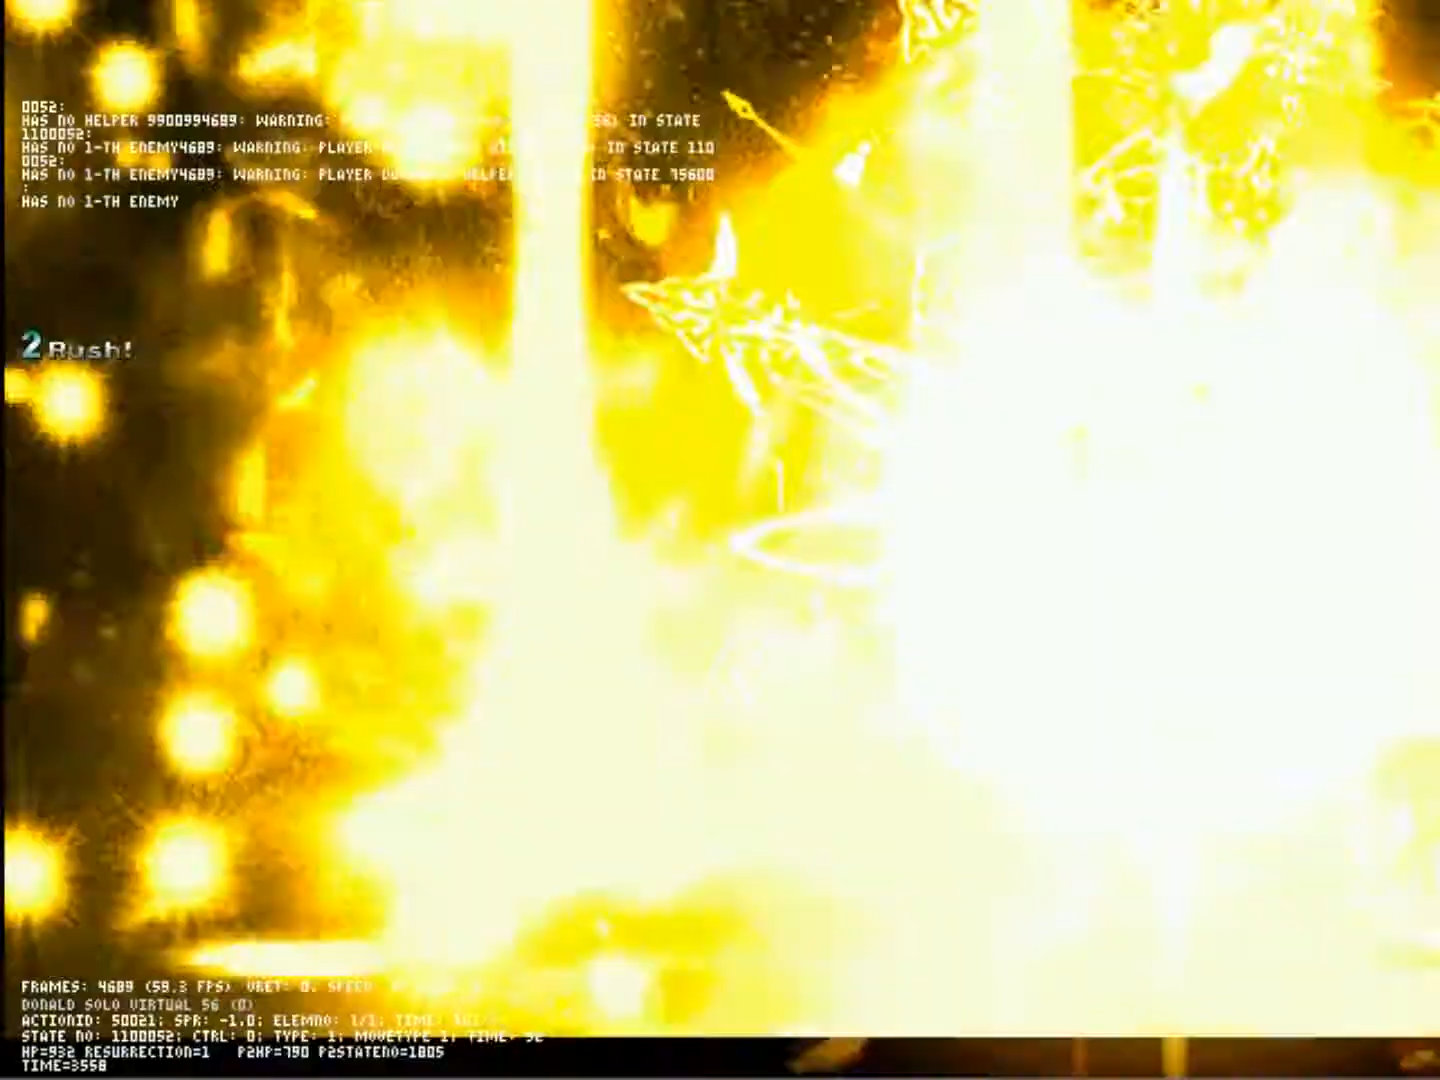 0052:
HAS NO HELPER 9900994689: WARNING: 56) IN STATE
1100052:
HAS NO 1-TH ENEMY4689: WARNING: PLAYER IN STATE 110
0052:
HAS NO 1-TH ENEMY4689: WARNING: PLAYER HELPER IN STATE 75600
:
HAS NO 1-TH ENEMY
2 Rush!
FRAMES: 4689 (59.3 FPS) VRET: 0. SPEED
DONALD SOLO VIRTUAL 56 (0)
ACTIONID: 50021; SPR: -1,0; ELEMNO: 1/1; TIME:
STATE NO: 1100052; CTRL: 0; TYPE: 1; MOVETYPE 1; TIME: 52
HP=932 RESURRECTION=1 P2HP=790 P2STATENO=1805
TIME=3558